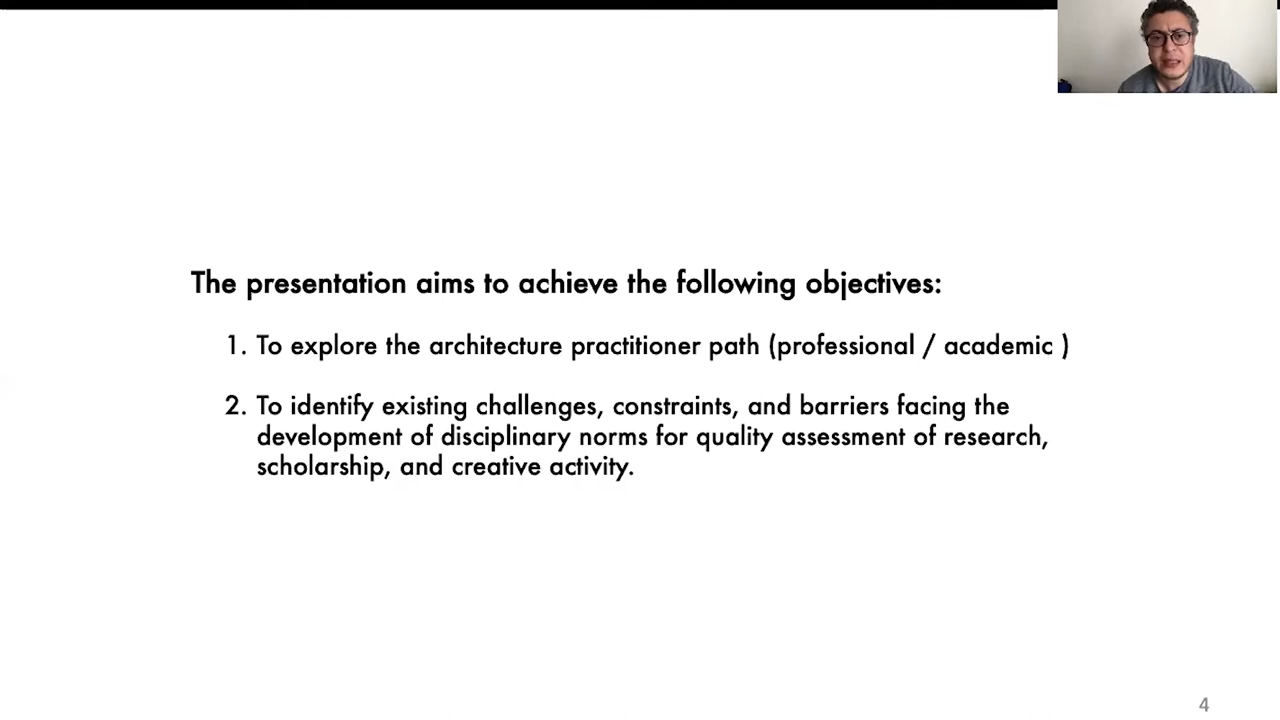 The presentation aims to achieve the following objectives:
1. To explore the architecture practitioner path (professional / academic )
2. To identify existing challenges, constraints, and barriers facing the
development of disciplinary norms for quality assessment of research,
scholarship, and creative activity.
4